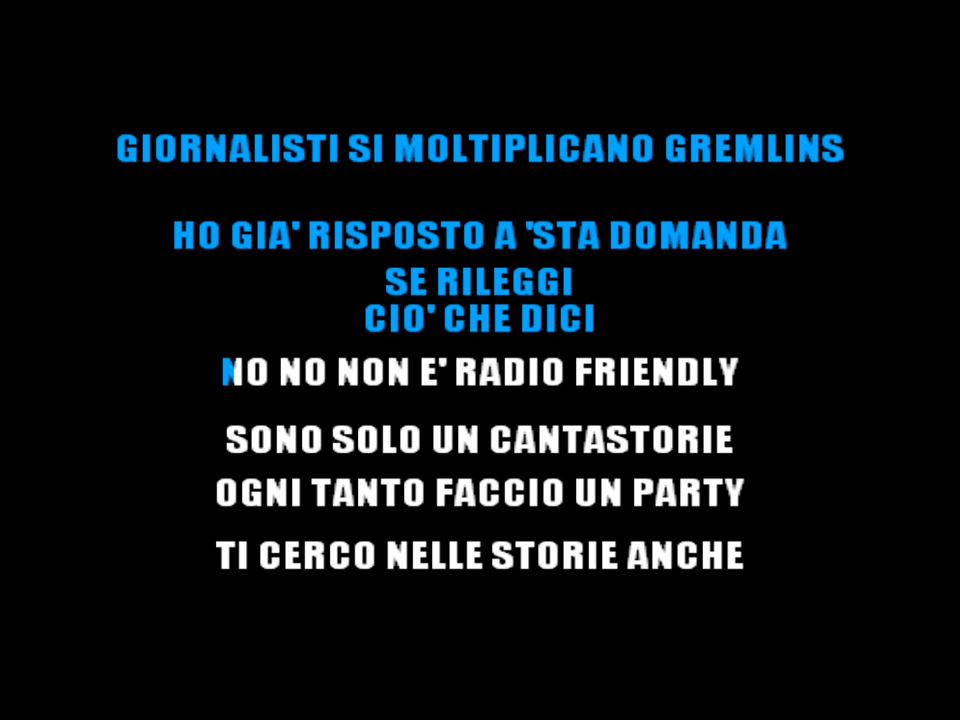 GIORNALISTI SI MOLTIPLICANO GREMLINS
HO GIA' RISPOSTO A 'STA DOMANDA
SE RILEGGI
CIO' CHE DICI
NO NO NON E' RADIO FRIENDLY
SONO SOLO UN CANTASTORIE
OGNI TANTO FACCIO UN PARTY
TI CERCO NELLE STORIE ANCHE